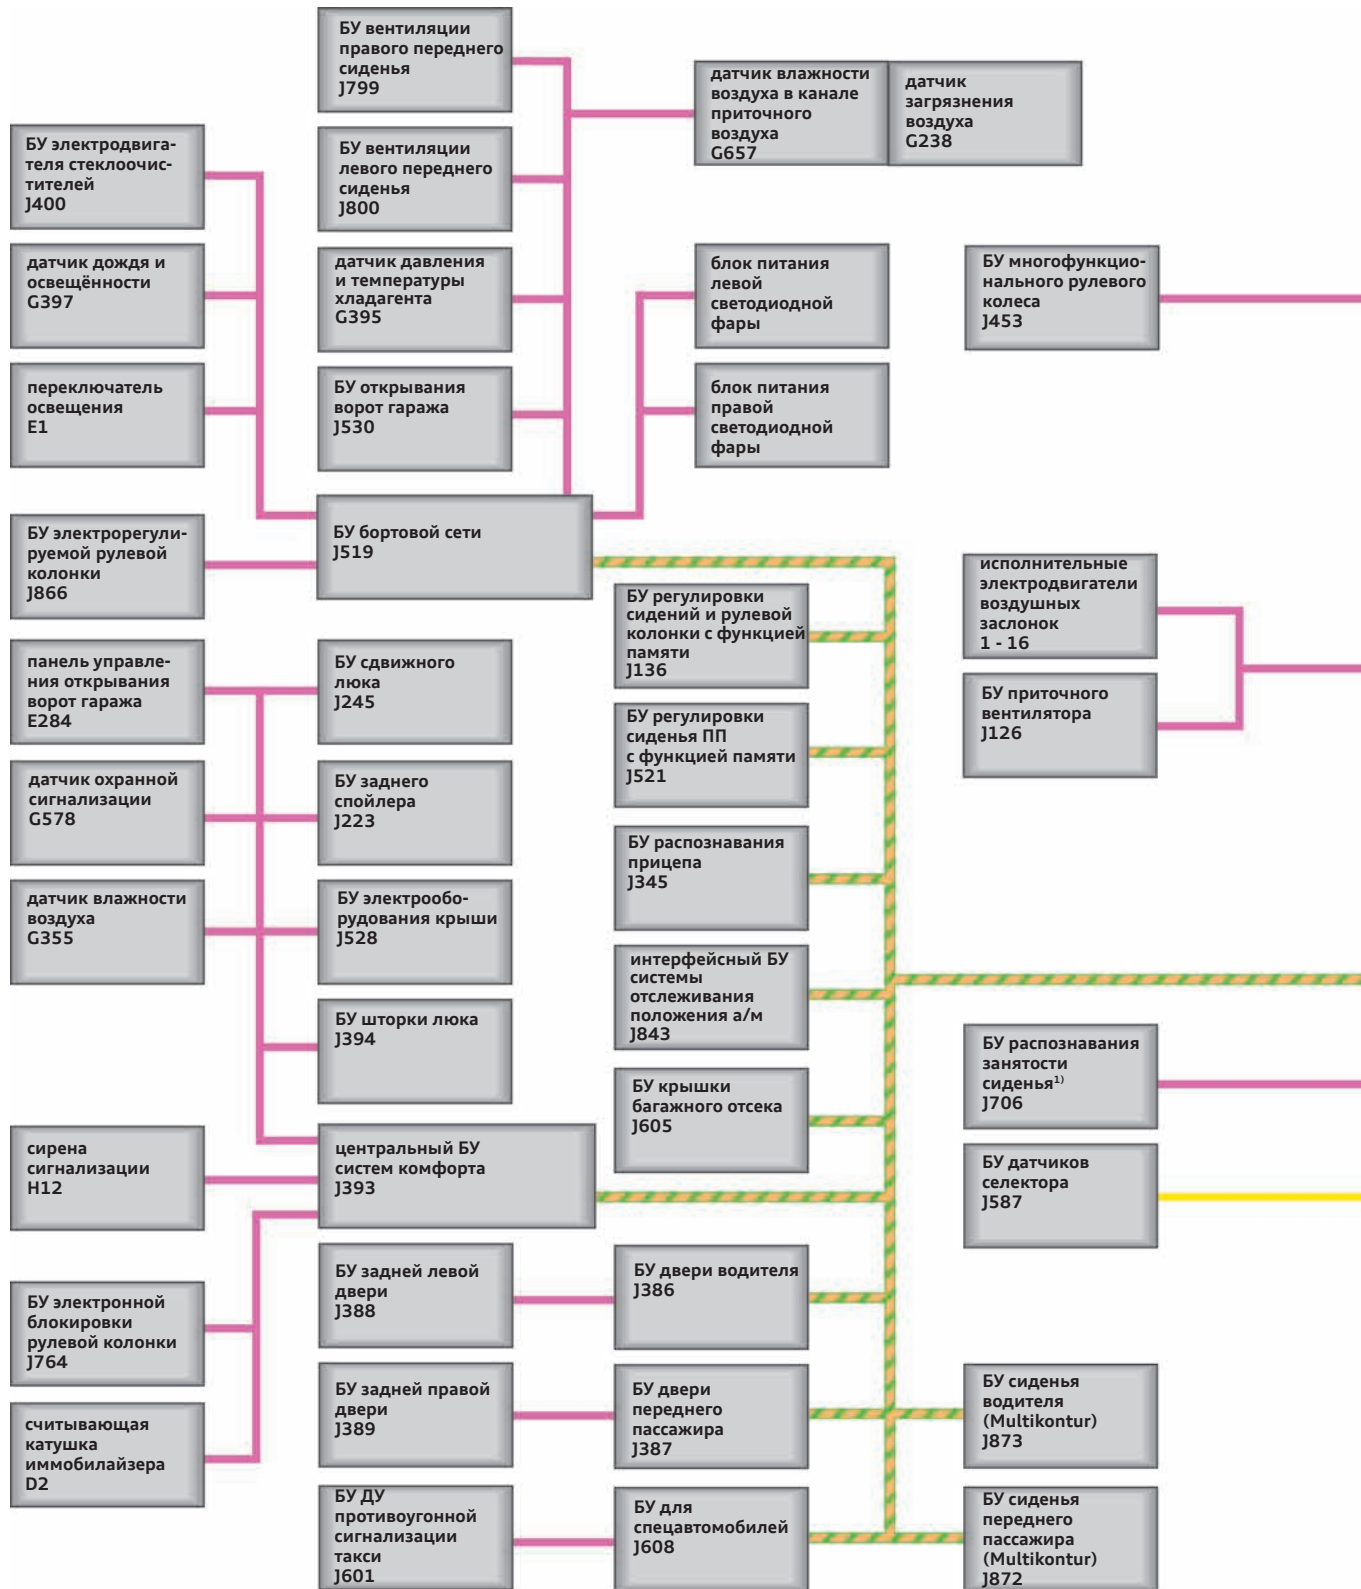 БУ вентиляции
правого переднего
сиденья
J799
датчик влажности
воздуха в канале
приточного
воздуха
G657
датчик
загрязнения
воздуха
G238
БУ электродвига-
теля стеклоочис-
тителей
J400
БУ вентиляции
левого переднего
сиденья
J800
датчик дождя и
освещённости
G397
датчик давления
и температуры
хладагента
G395
блок питания
левой
светодиодной
фары
БУ многофункцио-
нального рулевого
колеса
J453
переключатель
освещения
E1
БУ открывания
ворот гаража
J530
блок питания
правой
светодиодной
фары
БУ электрорегули-
руемой рулевой
колонки
J866
БУ бортовой сети
J519
исполнительные
электродвигатели
воздушных
заслонок
1 - 16
БУ регулировки
сидений и рулевой
колонки с функцией
памяти
J136
панель управле-
ния открывания
ворот гаража
E284
БУ сдвижного
люка
J245
БУ приточного
вентилятора
J126
БУ регулировки
сиденья ПП
с функцией памяти
J521
датчик охранной
сигнализации
G578
БУ заднего
спойлера
J223
БУ распознавания
прицепа
J345
датчик влажности
воздуха
G355
БУ электрообо-
рудования крыши
J528
интерфейсный БУ
системы
отслеживания
положения а/м
J843
БУ шторки люка
J394
БУ распознавания
занятости
сиденья¹⁾
J706
БУ крышки
багажного отсека
J605
сирена
сигнализации
H12
центральный БУ
систем комфорта
J393
БУ датчиков
селектора
J587
БУ задней левой
двери
J388
БУ двери водителя
J386
БУ электронной
блокировки
рулевой колонки
J764
БУ задней правой
двери
J389
БУ двери
переднего
пассажира
J387
БУ сиденья
водителя
(Multikontur)
J873
считывающая
катушка
иммобилайзера
D2
БУ ДУ
противоугонной
сигнализации
такси
J601
БУ для
спецавтомобилей
J608
БУ сиденья
переднего
пассажира
(Multikontur)
J872